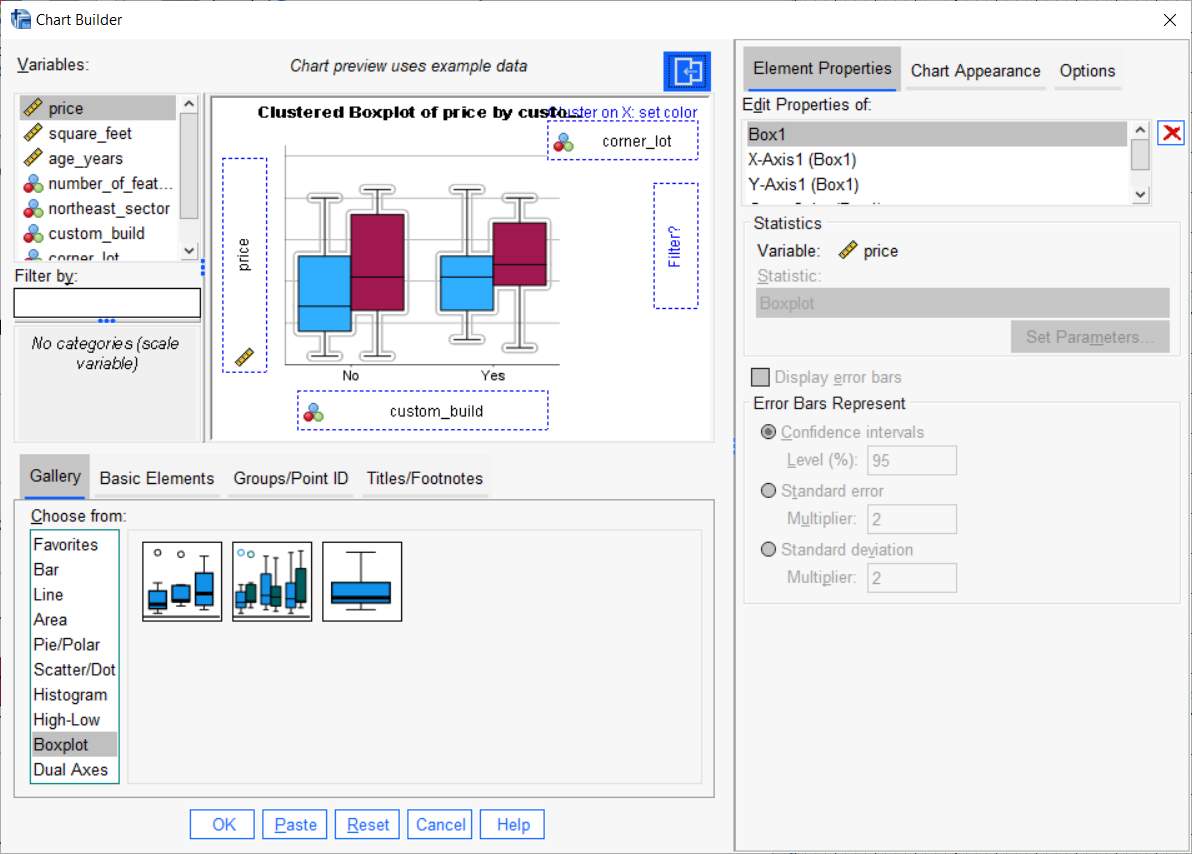 Chart Builder
Variables:
Chart preview uses example data
price
square_feet
age_years
number_of_feat...
northeast_sector
custom_build
corner_lot
Filter by:
No categories (scale
variable)
Clustered Boxplot of price by custo...
Cluster on X: set color
corner_lot
price
Filter?
No
Yes
custom_build
Gallery
Basic Elements
Groups/Point ID
Titles/Footnotes
Choose from:
Favorites
Bar
Line
Area
Pie/Polar
Scatter/Dot
Histogram
High-Low
Boxplot
Dual Axes
OK
Paste
Reset
Cancel
Help
Element Properties
Chart Appearance
Options
Edit Properties of:
Box1
X-Axis1 (Box1)
Y-Axis1 (Box1)
Statistics
Variable: price
Statistic:
Boxplot
Set Parameters...
Display error bars
Error Bars Represent
Confidence intervals
Level (%): 95
Standard error
Multiplier: 2
Standard deviation
Multiplier: 2